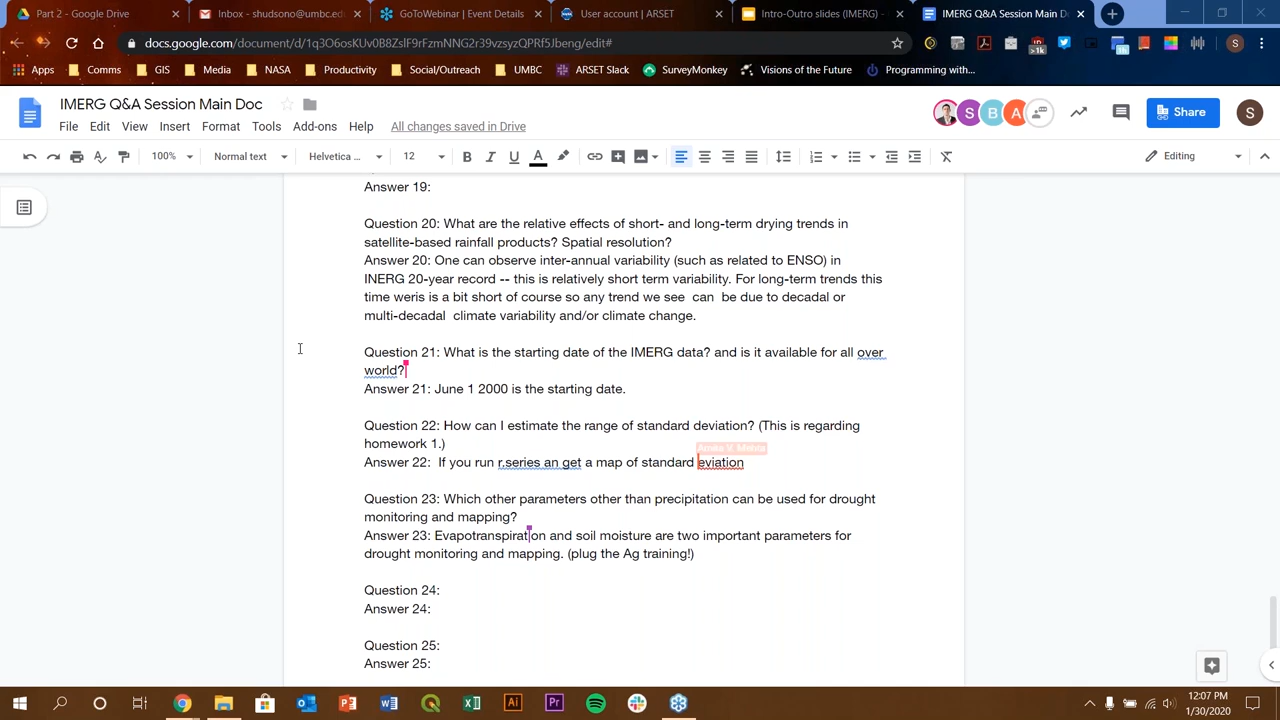 Part 2 - Google Drive
Inbox - shudsono@umbc.ed
GoToWebinar | Event Details
User account | ARSET
Intro-Outro slides (IMERG) -
IMERG Q&A Session Main D
docs.google.com/document/d/1q3O6osKUv0B8ZsIF9rFzmNNG2r39vzsyzQPRf5Jbeng/edit#
>1k
1k
S
Apps
Comms
GIS
Media
NASA
Productivity
Social/Outreach
UMBC
ARSET Slack
SurveyMonkey
Visions of the Future
Programming with...
IMERG Q&A Session Main Doc
S
B
A
Share
S
File
Edit
View
Insert
Format
Tools
Add-ons
Help
All changes saved in Drive
100%
Normal text
Helvetica ...
12
B
I
U
A
Editing
Answer 19:
Question 20: What are the relative effects of short- and long-term drying trends in
satellite-based rainfall products? Spatial resolution?
Answer 20: One can observe inter-annual variability (such as related to ENSO) in
INERG 20-year record -- this is relatively short term variability. For long-term trends this
time weris is a bit short of course so any trend we see can be due to decadal or
multi-decadal climate variability and/or climate change.
Question 21: What is the starting date of the IMERG data? and is it available for all over
world?
Answer 21: June 1 2000 is the starting date.
Question 22: How can I estimate the range of standard deviation? (This is regarding
homework 1.)
Answer 22: If you run r.series an get a map of standard eviation
Question 23: Which other parameters other than precipitation can be used for drought
monitoring and mapping?
Answer 23: Evapotranspiration and soil moisture are two important parameters for
drought monitoring and mapping. (plug the Ag training!)
Question 24:
Answer 24:
Question 25:
Answer 25:
12:07 PM
1/30/2020